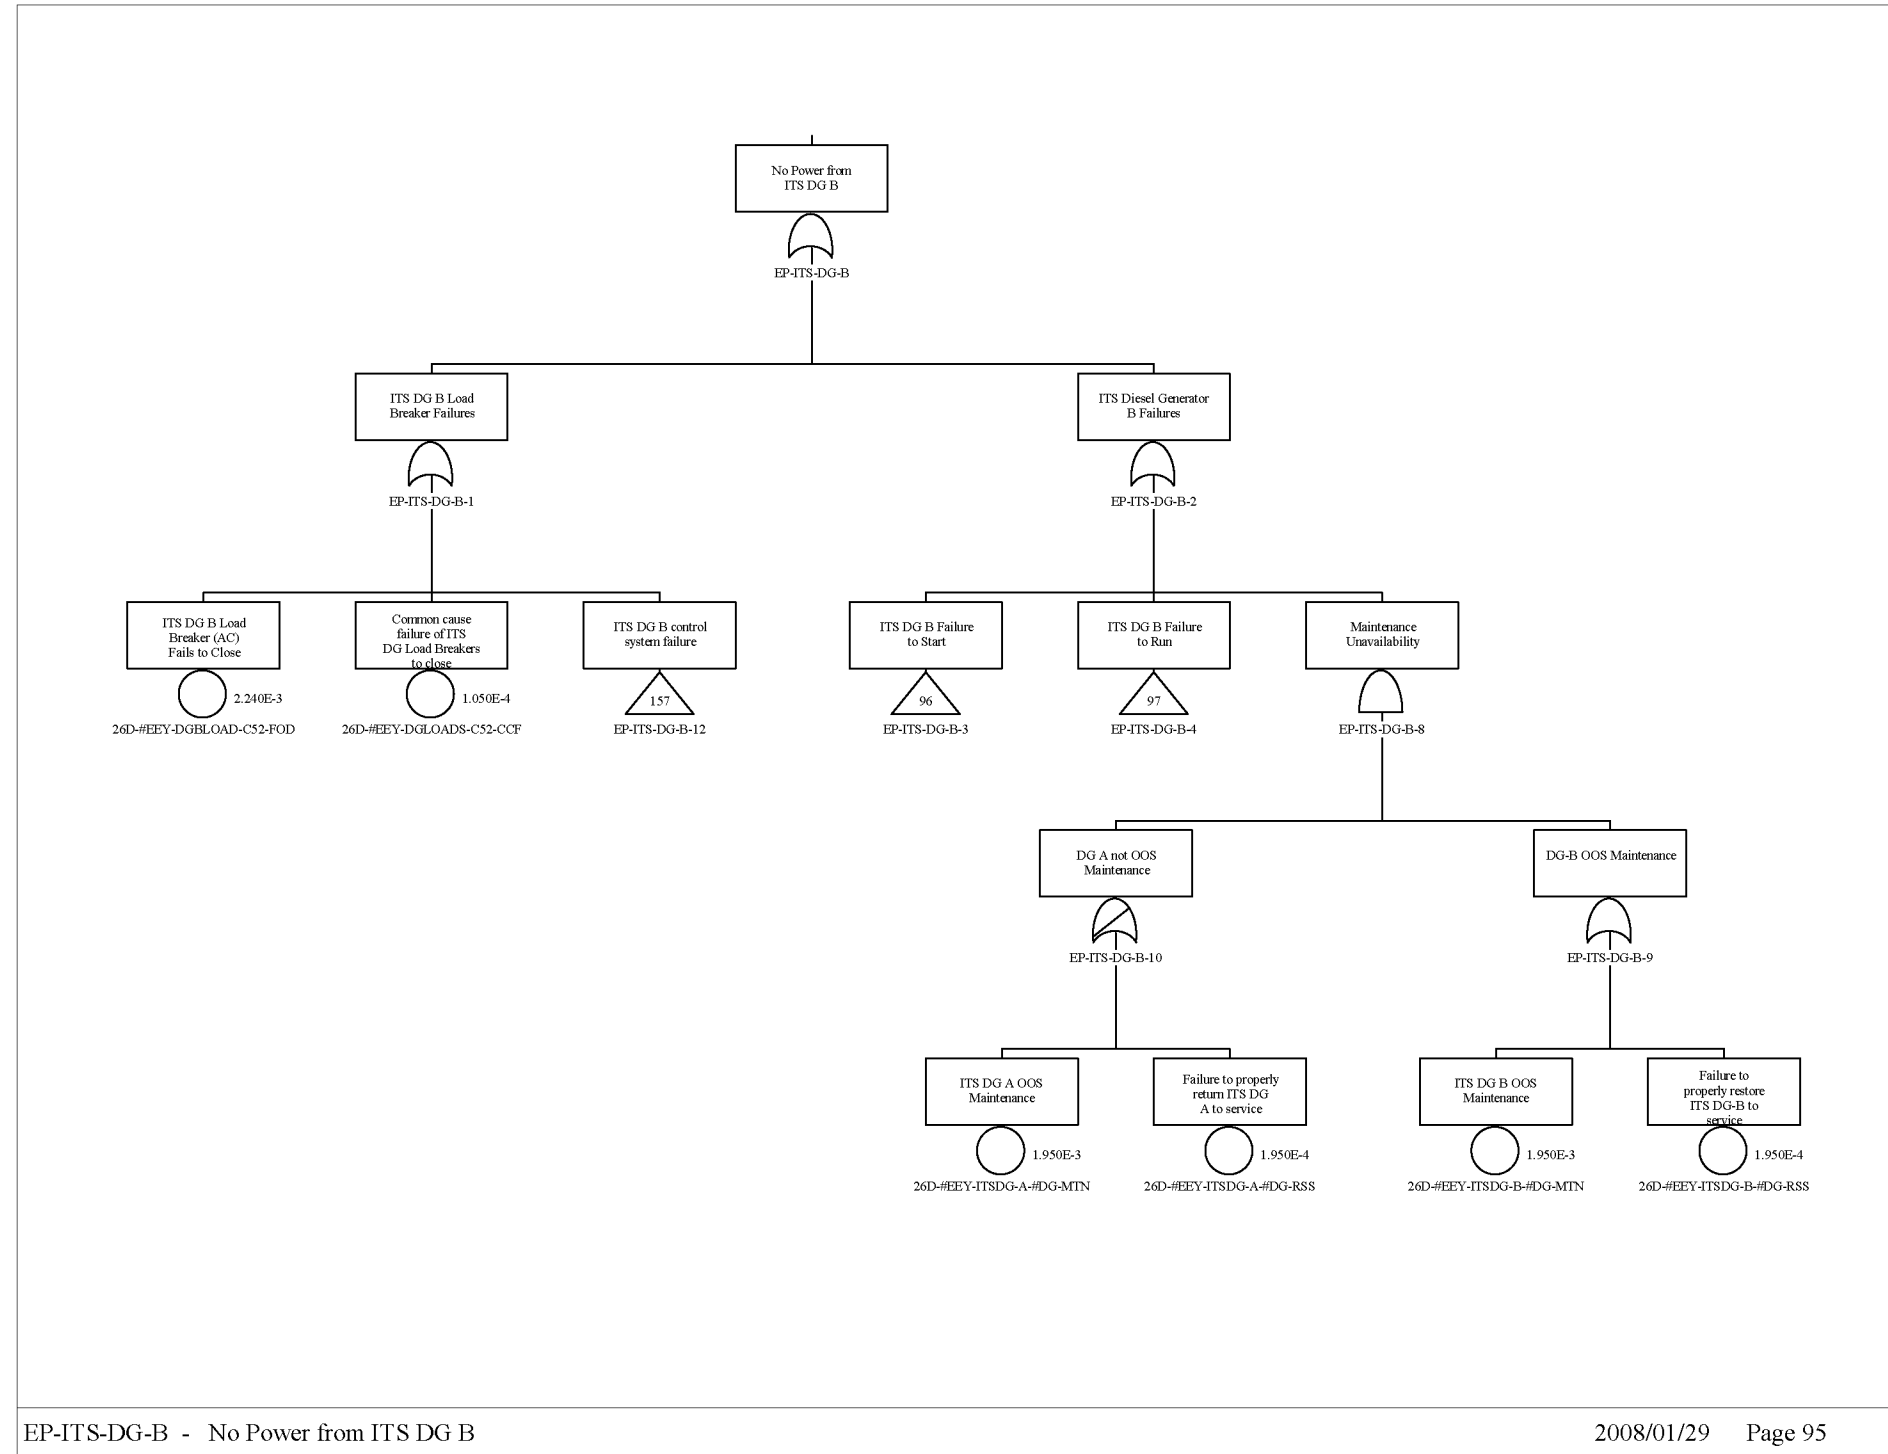 No Power from
ITS DG B
EP-ITS-DG-B
ITS DG B Load
Breaker Failures
EP-ITS-DG-B-1
ITS Diesel Generator
B Failures
EP-ITS-DG-B-2
ITS DG B Load
Breaker (AC)
Fails to Close
2.240E-3
26D-#EEY-DGBLOAD-C52-FOD
Common cause
failure of ITS
DG Load Breakers
to close
1.050E-4
26D-#EEY-DGLOADS-C52-CCF
ITS DG B control
system failure
157
EP-ITS-DG-B-12
ITS DG B Failure
to Start
96
EP-ITS-DG-B-3
ITS DG B Failure
to Run
97
EP-ITS-DG-B-4
Maintenance
Unavailability
EP-ITS-DG-B-8
DG A not OOS
Maintenance
EP-ITS-DG-B-10
DG-B OOS Maintenance
EP-ITS-DG-B-9
ITS DG A OOS
Maintenance
1.950E-3
26D-#EEY-ITSDG-A-#DG-MTN
Failure to properly
return ITS DG
A to service
1.950E-4
26D-#EEY-ITSDG-A-#DG-RSS
ITS DG B OOS
Maintenance
1.950E-3
26D-#EEY-ITSDG-B-#DG-MTN
Failure to
properly restore
ITS DG-B to
service
1.950E-4
26D-#EEY-ITSDG-B-#DG-RSS
EP-ITS-DG-B - No Power from ITS DG B
2008/01/29 Page 95